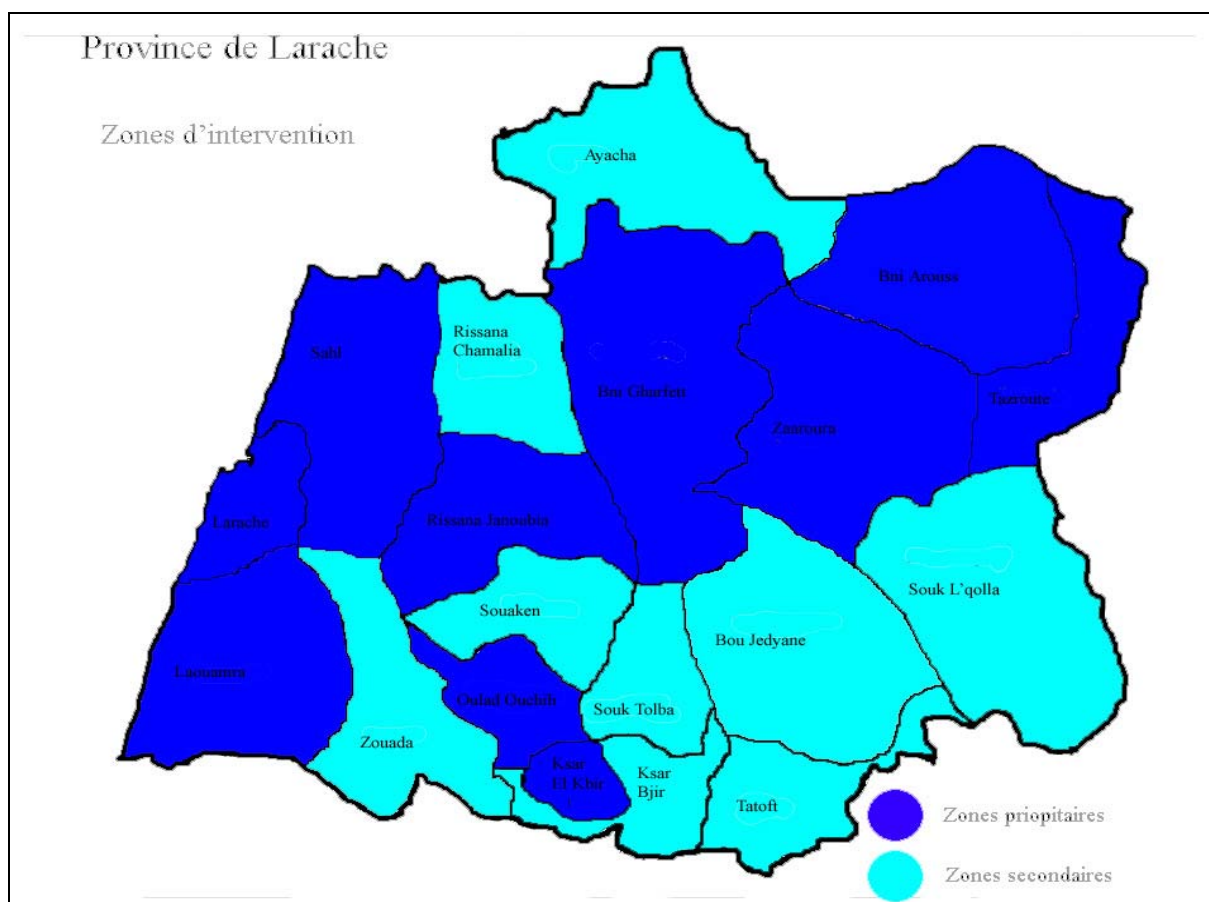 Province de Larache
Zones d'intervention
Ayacha
Bni Arouss
Rissana
Chamalia
Sahl
Bni Gharfett
Tazroute
Zaaroura
Larache
Rissana Janoubia
Souk L'qolla
Souaken
Bou Jedyane
Laouamra
Oulad Ouchih
Souk Tolba
Zouada
Ksar
El Kbir
Ksar
Bjir
Tatoft
Zones priopitaires
Zones secondaires